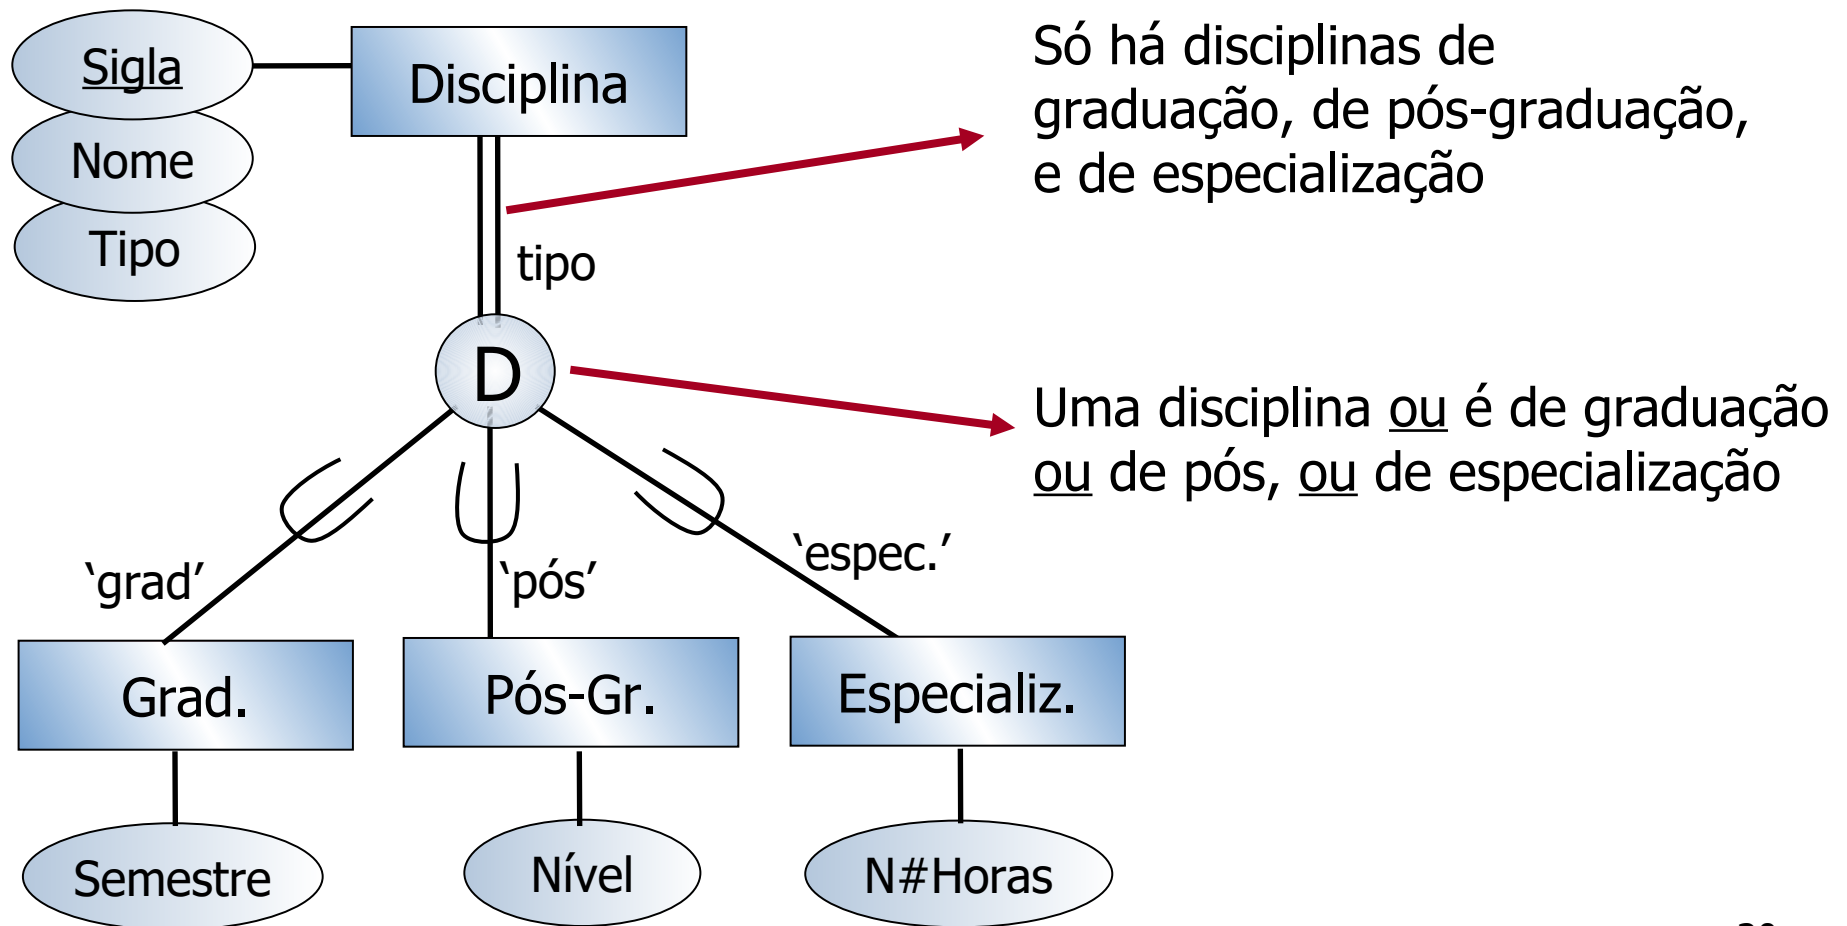 Sigla
Disciplina
Nome
Tipo
Só há disciplinas de
graduação, de pós-graduação,
e de especialização
tipo
D
Uma disciplina ou é de graduação
ou de pós, ou de especialização
‘grad’
‘pós’
‘espec.’
Grad.
Pós-Gr.
Especializ.
Semestre
Nível
N#Horas